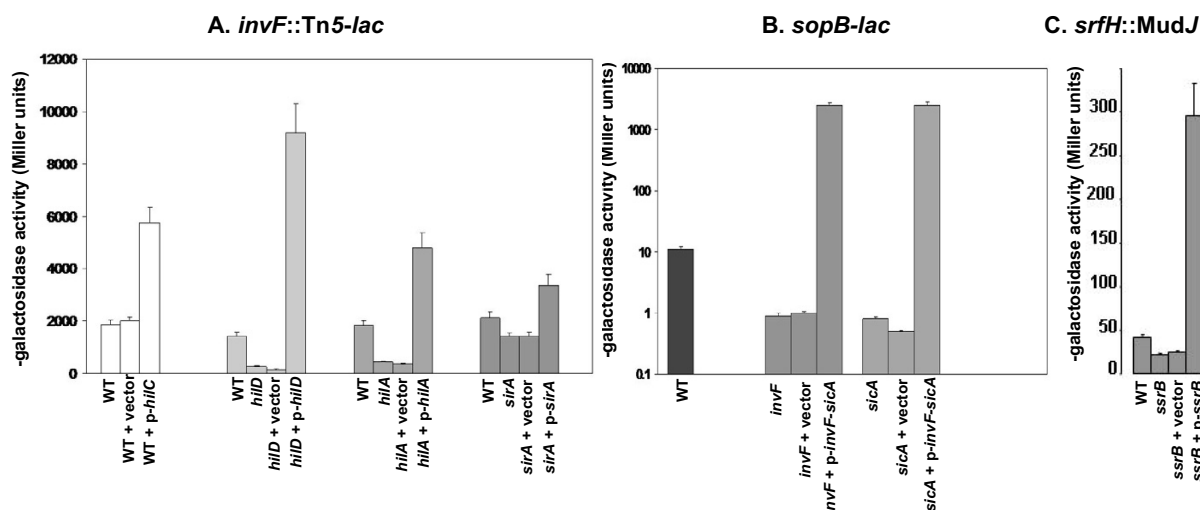 A. invF::Tn5-lac
-galactosidase activity (Miller units)
12000
10000
8000
6000
4000
2000
0
WT
WT + vector
WT + p-hilC
WT
hilD
hilD + vector
hilD + p-hilD
WT
hilA
hilA + vector
hilA + p-hilA
WT
sirA
sirA + vector
sirA + p-sirA
B. sopB-lac
-galactosidase activity (Miller units)
10000
1000
100
10
1
0.1
WT
invF
invF + vector
nvF + p-invF-sicA
sicA
sicA + vector
sicA + p-invF-sicA
C. srfH::MudJ
-galactosidase activity (Miller units)
300
250
200
150
100
50
0
WT
ssrB
ssrB + vector
ssrB + p-ssrB